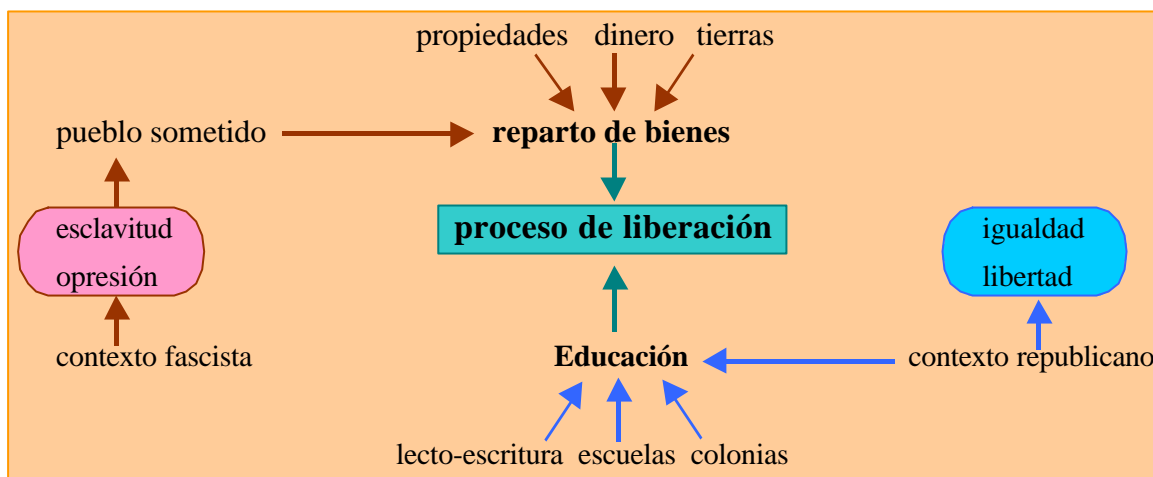 propiedades dinero tierras
pueblo sometido
reparto de bienes
esclavitud
opresión
proceso de liberación
igualdad
libertad
contexto fascista
Educación
contexto republicano
lecto-escritura escuelas colonias